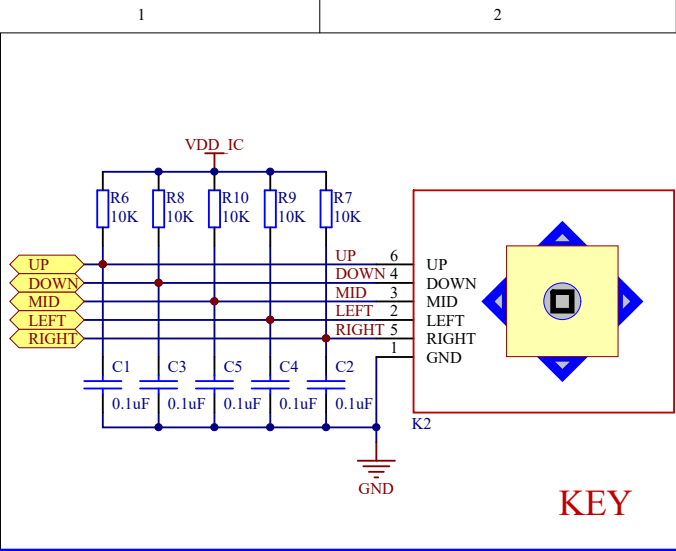 1 2
VDD_IC
R6 R8 R10 R9 R7
10K 10K 10K 10K 10K
UP UP 6 UP
DOWN DOWN 4 DOWN
MID MID 3 MID
LEFT LEFT 2 LEFT
RIGHT RIGHT 5 RIGHT
1 GND
C1 C3 C5 C4 C2
0.1uF 0.1uF 0.1uF 0.1uF 0.1uF
K2
GND
KEY